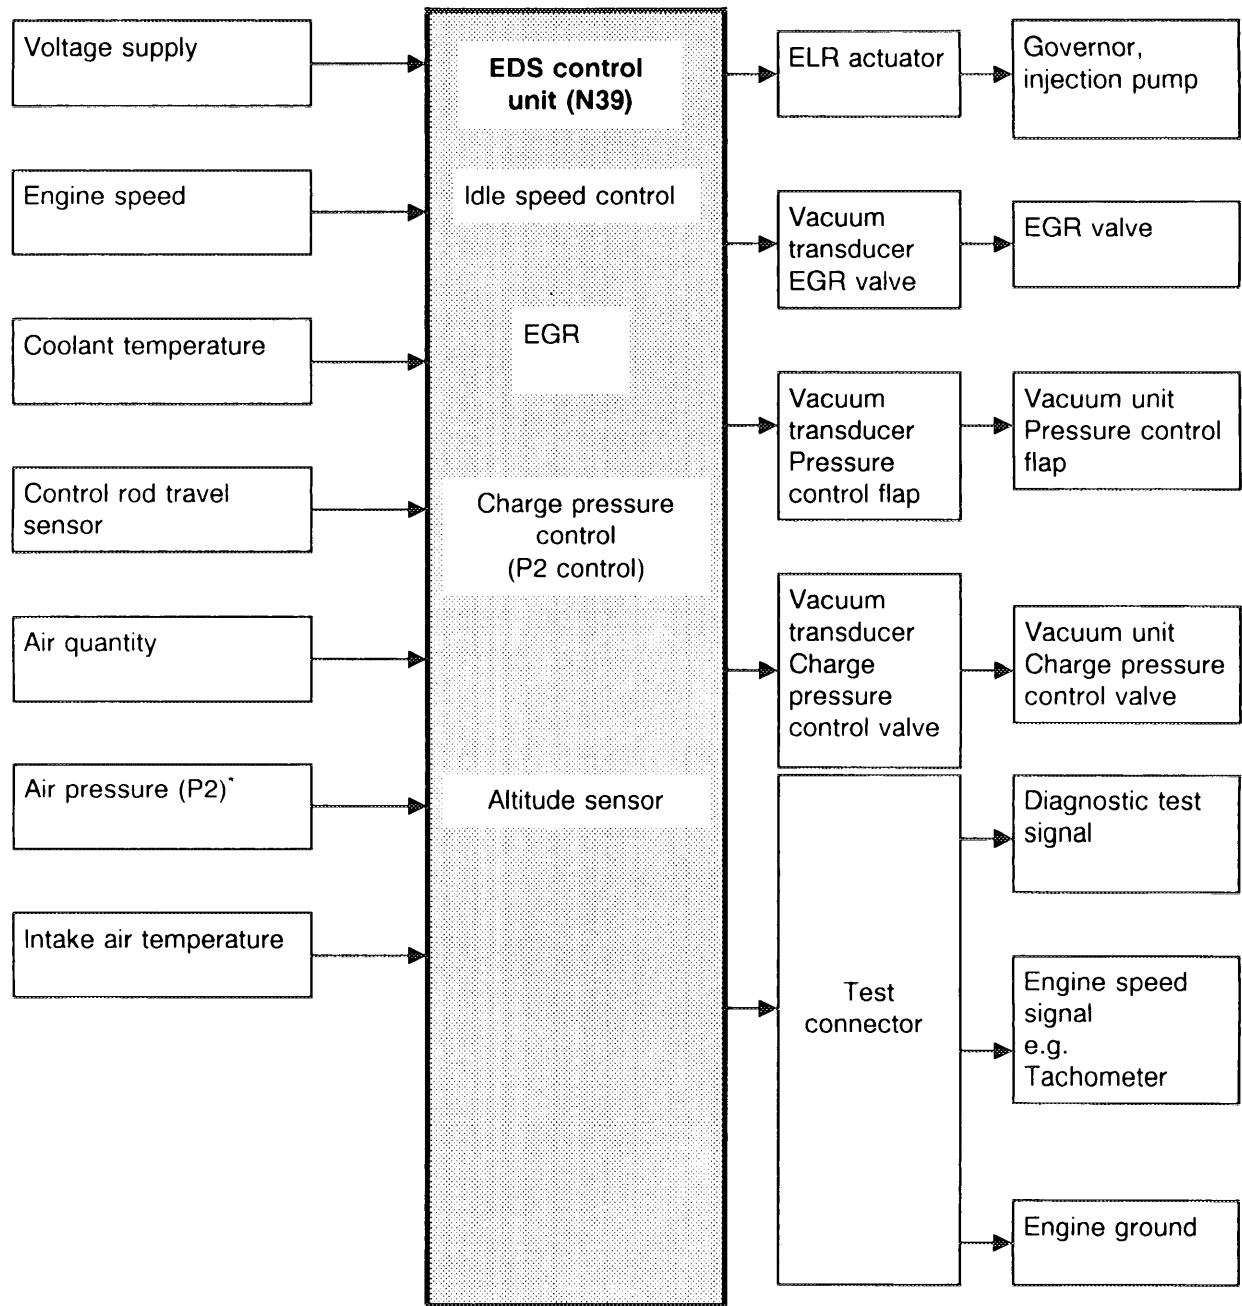 Voltage supply
Engine speed
Coolant temperature
Control rod travel
sensor
Air quantity
Air pressure (P2)*
Intake air temperature
EDS control
unit (N39)
Idle speed control
EGR
Charge pressure
control
(P2 control)
Altitude sensor
ELR actuator
Vacuum
transducer
EGR valve
Vacuum
transducer
Pressure
control flap
Vacuum
transducer
Charge
pressure
control valve
Test
connector
Governor,
injection pump
EGR valve
Vacuum unit
Pressure control
flap
Vacuum unit
Charge pressure
control valve
Diagnostic test
signal
Engine speed
signal
e.g.
Tachometer
Engine ground